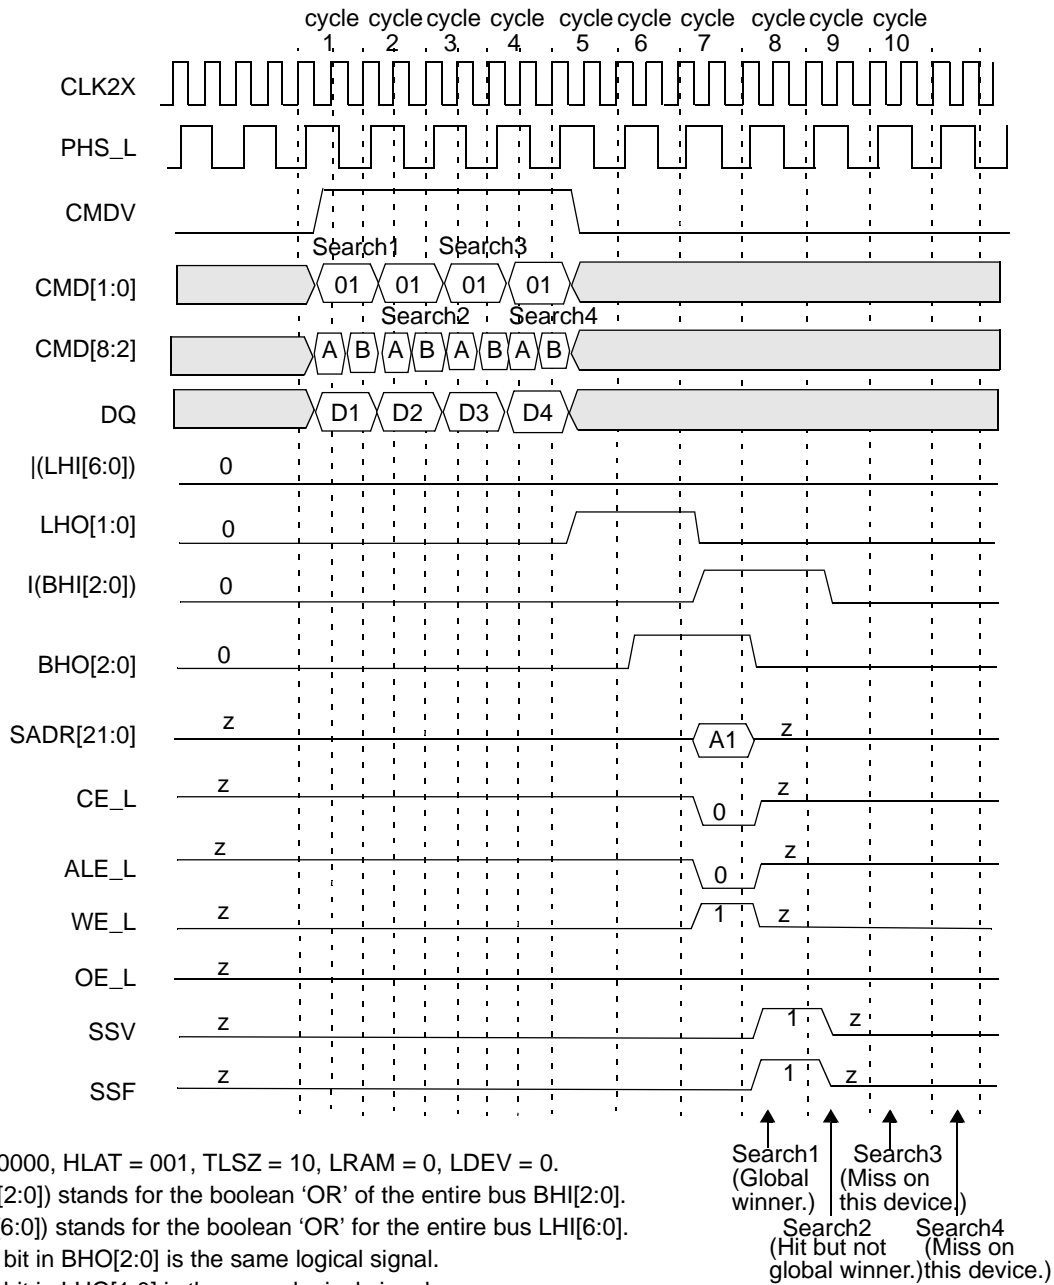 cycle cycle cycle cycle cycle cycle cycle cycle cycle cycle
1 2 3 4 5 6 7 8 9 10
CLK2X
PHS_L
CMDV
Search1 Search3
CMD[1:0] 01 01 01 01
Search2 Search4
CMD[8:2] A B A B A B A B
DQ D1 D2 D3 D4
|(LHI[6:0]) 0
LHO[1:0] 0
I(BHI[2:0]) 0
BHO[2:0] 0
SADR[21:0] z A1 z
CE_L z 0 z
ALE_L z 0 z
WE_L z 1 z
OE_L z
SSV z 1 z
SSF z 1 z
Search1 (Global winner.)
Search2 (Hit but not global winner.)
Search3 (Miss on this device.)
Search4 (Miss on this device.)
0000, HLAT = 001, TLSZ = 10, LRAM = 0, LDEV = 0.
[2:0]) stands for the boolean ‘OR’ of the entire bus BHI[2:0].
[6:0]) stands for the boolean ‘OR’ for the entire bus LHI[6:0].
bit in BHO[2:0] is the same logical signal.